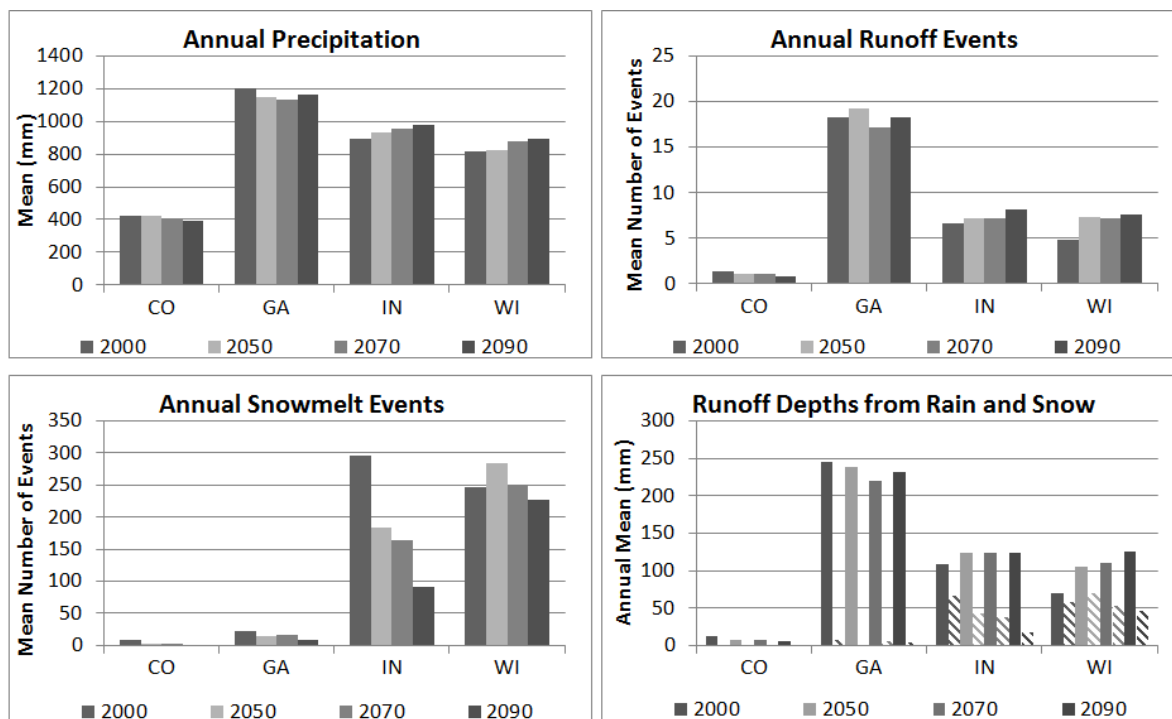 Annual Precipitation
Mean (mm)
1400
1200
1000
800
600
400
200
0
CO GA IN WI
2000 2050 2070 2090
Annual Runoff Events
Mean Number of Events
25
20
15
10
5
0
CO GA IN WI
2000 2050 2070 2090
Annual Snowmelt Events
Mean Number of Events
350
300
250
200
150
100
50
0
CO GA IN WI
2000 2050 2070 2090
Runoff Depths from Rain and Snow
Annual Mean (mm)
300
250
200
150
100
50
0
CO GA IN WI
2000 2050 2070 2090